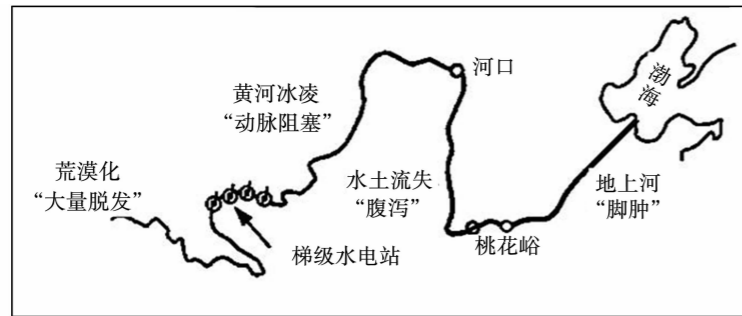 河口
渤海
黄河冰凌
“动脉阻塞”
荒漠化
“大量脱发”
水土流失
“腹泻”
地上河
“脚肿”
梯级水电站
桃花峪